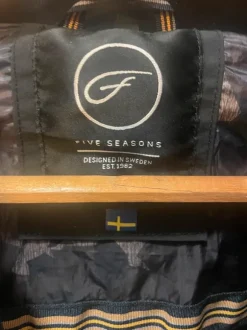 F
FIVE SEASONS
DESIGNED IN SWEDEN
EST. 1982